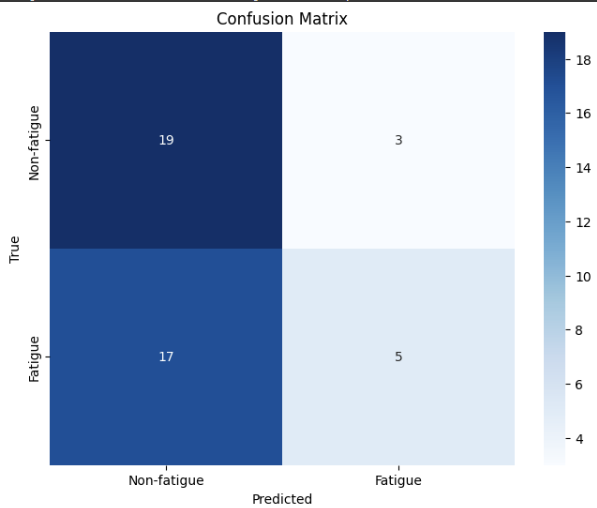 Confusion Matrix
Non-fatigue
Fatigue
True
19
3
17
5
Non-fatigue
Fatigue
Predicted
18
16
14
12
10
8
6
4